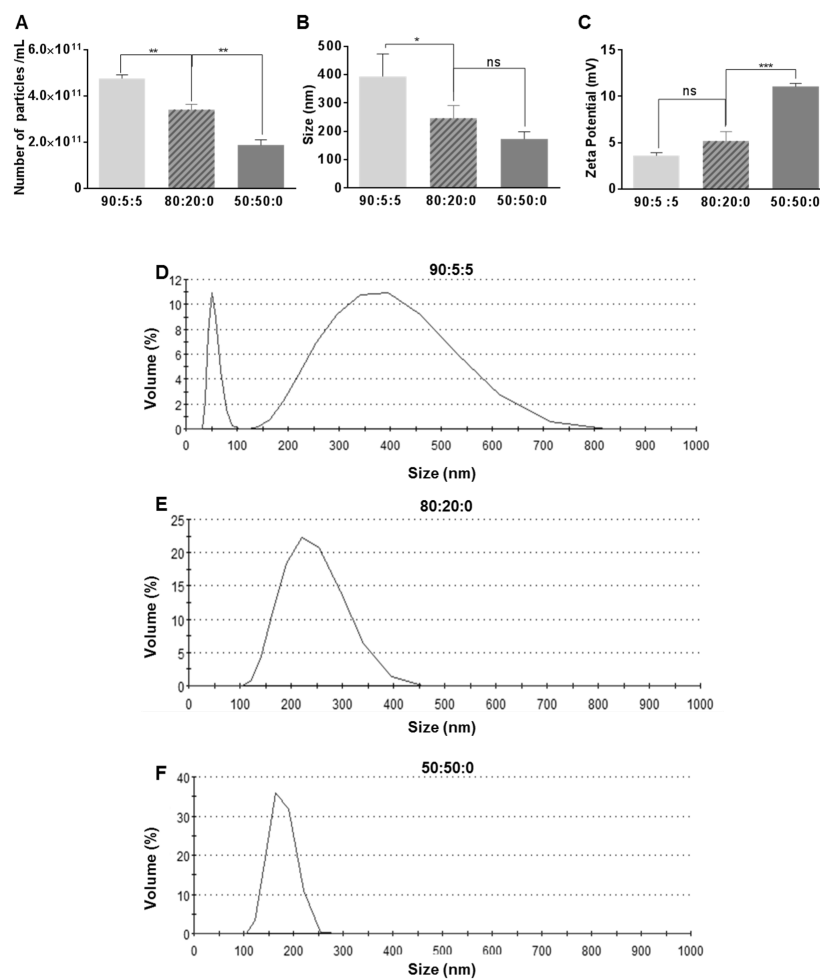 A
Number of particles /mL
6.0×10¹¹
4.0×10¹¹
2.0×10¹¹
0
** **
90:5:5 80:20:0 50:50:0
B
Size (nm)
500
400
300
200
100
0
* ns
90:5:5 80:20:0 50:50:0
C
Zeta Potential (mV)
15
10
5
0
ns ***
90:5 :5 80:20:0 50:50:0
D
90:5:5
Volume (%)
12
10
8
6
4
2
0
0 100 200 300 400 500 600 700 800 900 1000
Size (nm)
E
80:20:0
Volume (%)
25
20
15
10
5
0
0 100 200 300 400 500 600 700 800 900 1000
Size (nm)
F
50:50:0
Volume (%)
40
30
20
10
0
0 100 200 300 400 500 600 700 800 900 1000
Size (nm)